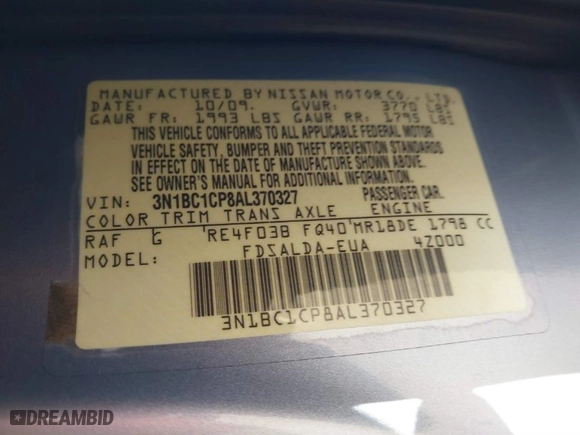 MANUFACTURED BY NISSAN MOTOR CO., LTD.
DATE: 10/09. GVWR: 3770 LBS
GAWR FR: 1993 LBS GAWR RR: 1795 LBS
THIS VEHICLE CONFORMS TO ALL APPLICABLE FEDERAL MOTOR
VEHICLE SAFETY, BUMPER AND THEFT PREVENTION STANDARDS
IN EFFECT ON THE DATE OF MANUFACTURE SHOWN ABOVE.
SEE OWNER'S MANUAL FOR ADDITIONAL INFORMATION.
VIN: 3N1BC1CP8AL370327 PASSENGER CAR.
COLOR TRIM TRANS AXLE ENGINE
RAF G 'RE4F03B FQ40'MR18DE 1798 CC
MODEL: FDSALDA-EUA 4Z000
3N1BC1CP8AL370327
© DREAMBID